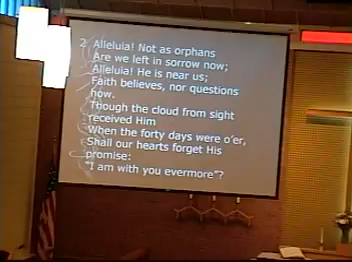 2 Alleluia! Not as orphans
Are we left in sorrow now;
Alleluia! He is near us;
Faith believes, nor questions
how.
Though the cloud from sight
received Him
When the forty days were o'er,
Shall our hearts forget His
promise:
"I am with you evermore"?